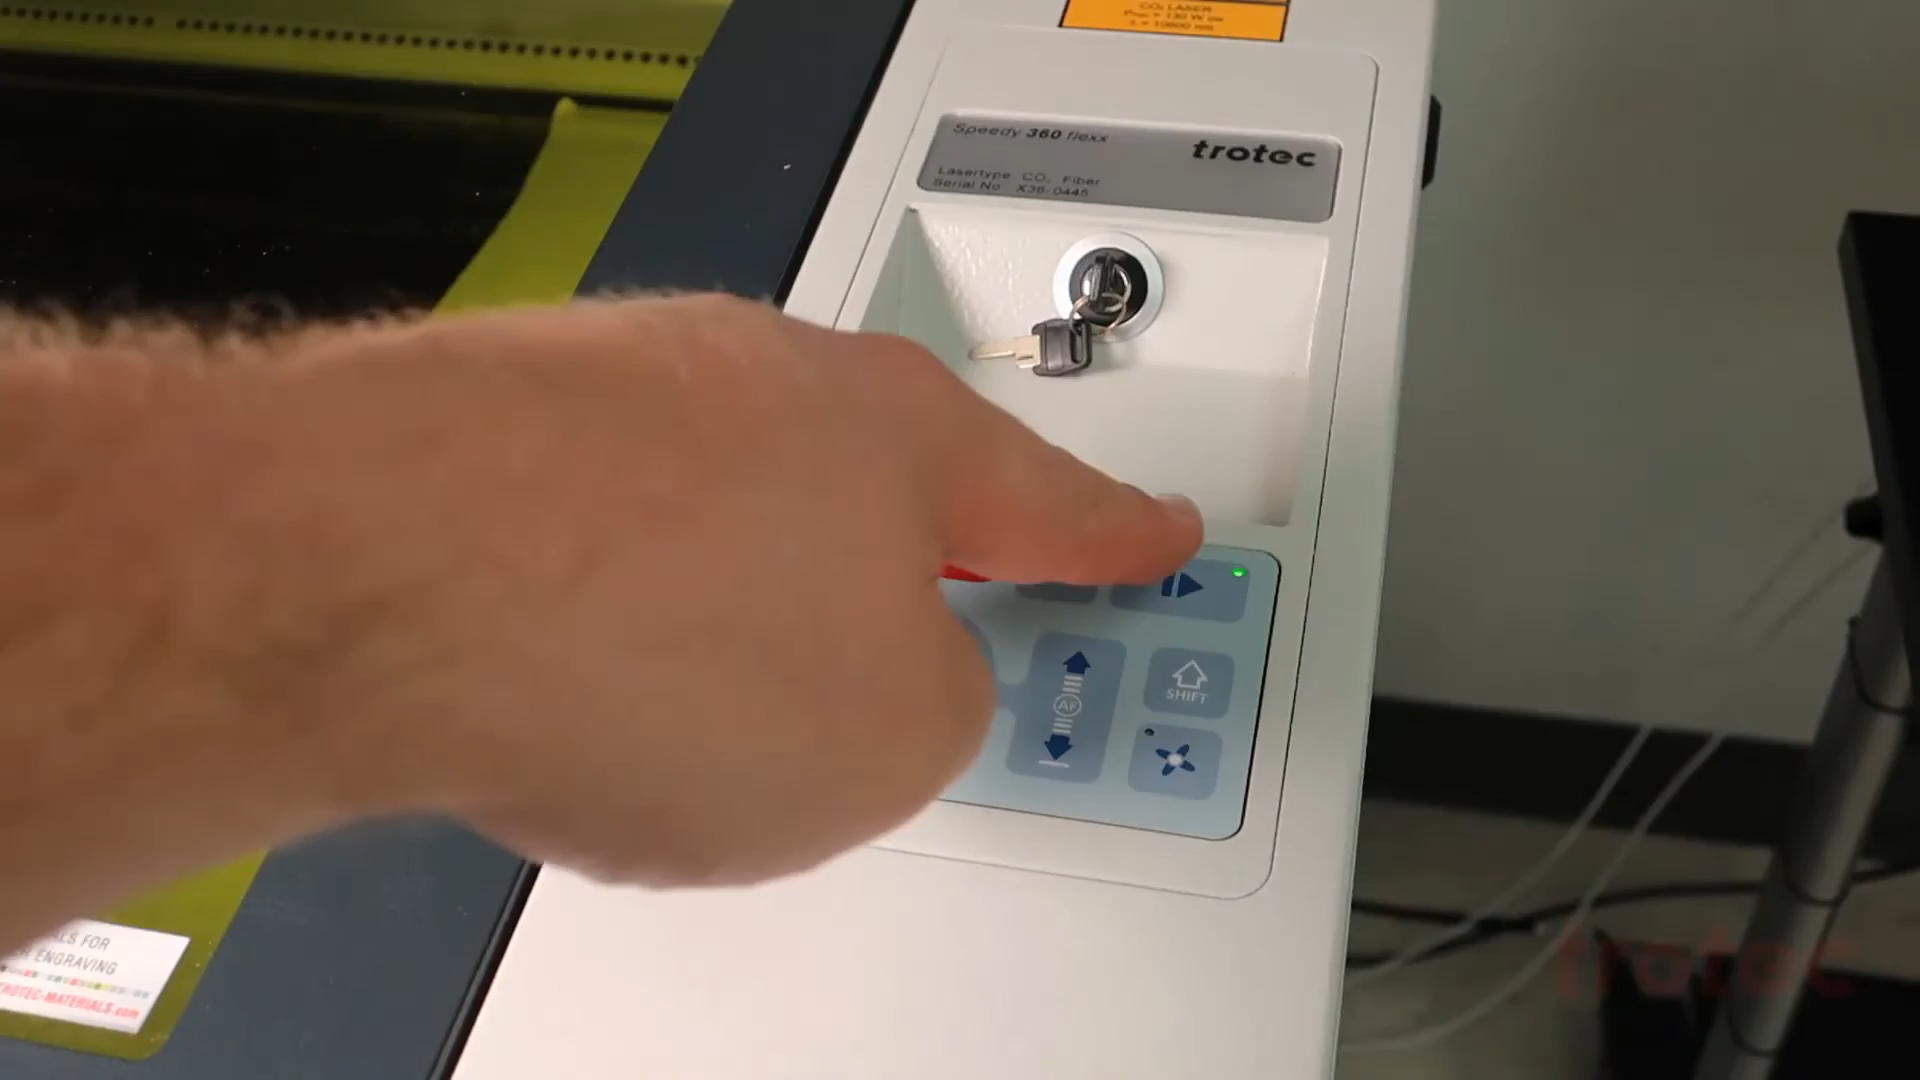 CO₂ LASER
Speedy 360 flexx
trotec
Lasertype CO₂ Fiber
Serial No X36-0445
AF
SHIFT
ALS FOR
ENGRAVING
TROTEC-MATERIALS.com
trotec